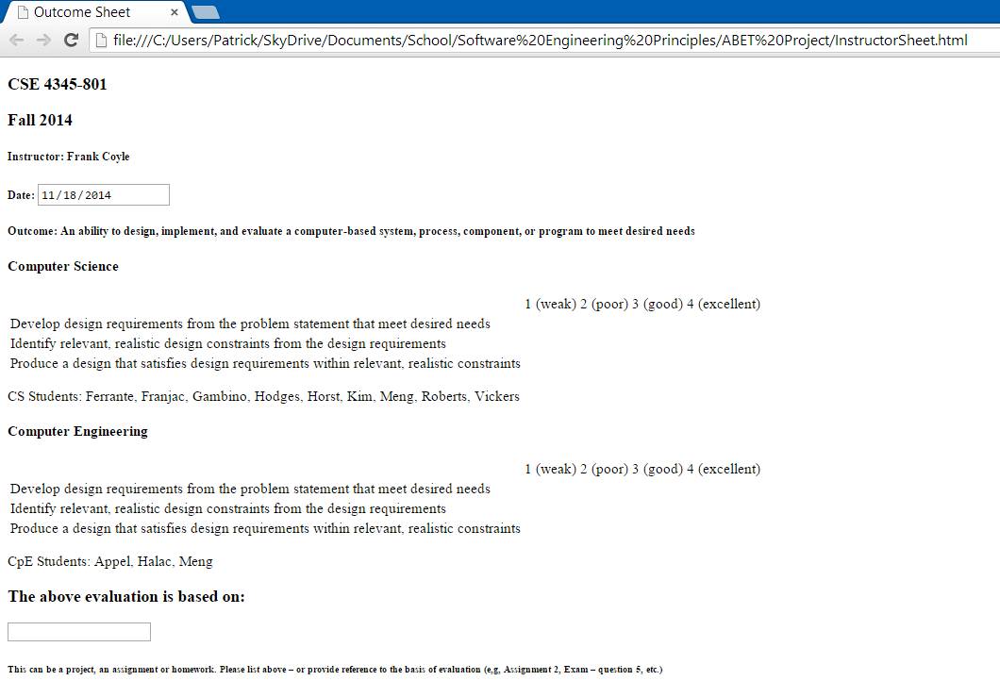 Outcome Sheet
file:///C:/Users/Patrick/SkyDrive/Documents/School/Software%20Engineering%20Principles/ABET%20Project/InstructorSheet.html
CSE 4345-801
Fall 2014
Instructor: Frank Coyle
Date: 11/18/2014
Outcome: An ability to design, implement, and evaluate a computer-based system, process, component, or program to meet desired needs
Computer Science
1 (weak) 2 (poor) 3 (good) 4 (excellent)
Develop design requirements from the problem statement that meet desired needs
Identify relevant, realistic design constraints from the design requirements
Produce a design that satisfies design requirements within relevant, realistic constraints
CS Students: Ferrante, Franjac, Gambino, Hodges, Horst, Kim, Meng, Roberts, Vickers
Computer Engineering
1 (weak) 2 (poor) 3 (good) 4 (excellent)
Develop design requirements from the problem statement that meet desired needs
Identify relevant, realistic design constraints from the design requirements
Produce a design that satisfies design requirements within relevant, realistic constraints
CpE Students: Appel, Halac, Meng
The above evaluation is based on:
This can be a project, an assignment or homework. Please list above – or provide reference to the basis of evaluation (e,g, Assignment 2, Exam – question 5, etc.)